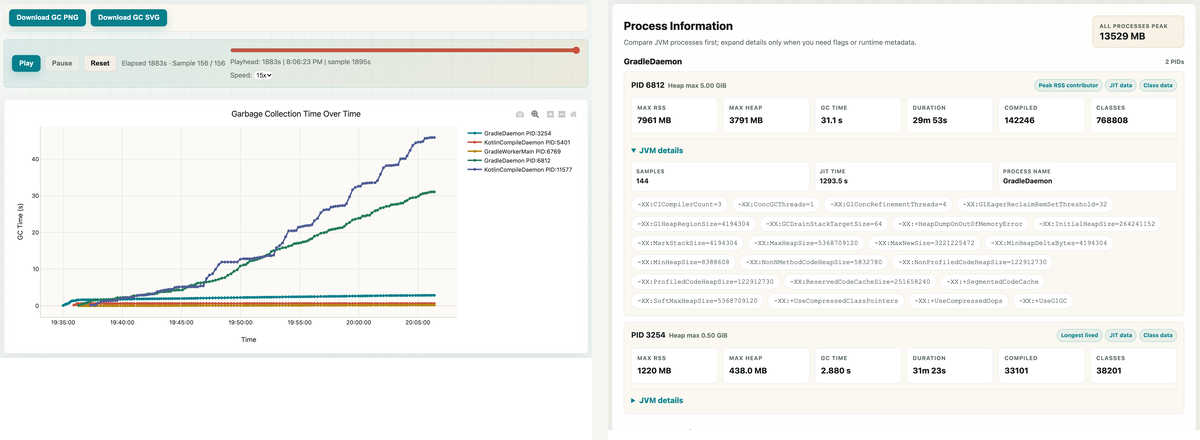 Download GC PNG
Download GC SVG
Play
Pause
Reset
Elapsed 1883s · Sample 156 / 156
Playhead: 1883s | 8:06:23 PM | sample 1895s
Speed: 15x
Garbage Collection Time Over Time
GC Time (s)
40
30
20
10
0
19:35:00
19:40:00
19:45:00
19:50:00
19:55:00
20:00:00
20:05:00
Time
GradleDaemon PID:3254
KotlinCompileDaemon PID:5401
GradleWorkerMain PID:6769
GradleDaemon PID:6812
KotlinCompileDaemon PID:11577
Process Information
Compare JVM processes first; expand details only when you need flags or runtime metadata.
ALL PROCESSES PEAK
13529 MB
GradleDaemon
2 PIDs
PID 6812 Heap max 5.00 GiB
Peak RSS contributor
JIT data
Class data
MAX RSS
7961 MB
MAX HEAP
3791 MB
GC TIME
31.1 s
DURATION
29m 53s
COMPILED
142246
CLASSES
768808
JVM details
SAMPLES
144
JIT TIME
1293.5 s
PROCESS NAME
GradleDaemon
-XX:CICompilerCount=3
-XX:ConcGCThreads=1
-XX:G1ConcRefinementThreads=4
-XX:G1EagerReclaimRemSetThreshold=32
-XX:G1HeapRegionSize=4194304
-XX:GCDrainStackTargetSize=64
-XX:+HeapDumpOnOutOfMemoryError
-XX:InitialHeapSize=264241152
-XX:MarkStackSize=4194304
-XX:MaxHeapSize=5368709120
-XX:MaxNewSize=3221225472
-XX:MinHeapDeltaBytes=4194304
-XX:MinHeapSize=8388608
-XX:NonNMethodCodeHeapSize=5832780
-XX:NonProfiledCodeHeapSize=122912730
-XX:ProfiledCodeHeapSize=122912730
-XX:ReservedCodeCacheSize=251658240
-XX:+SegmentedCodeCache
-XX:SoftMaxHeapSize=5368709120
-XX:+UseCompressedClassPointers
-XX:+UseCompressedOops
-XX:+UseG1GC
PID 3254 Heap max 0.50 GiB
Longest lived
JIT data
Class data
MAX RSS
1220 MB
MAX HEAP
438.0 MB
GC TIME
2.880 s
DURATION
31m 23s
COMPILED
33101
CLASSES
38201
JVM details